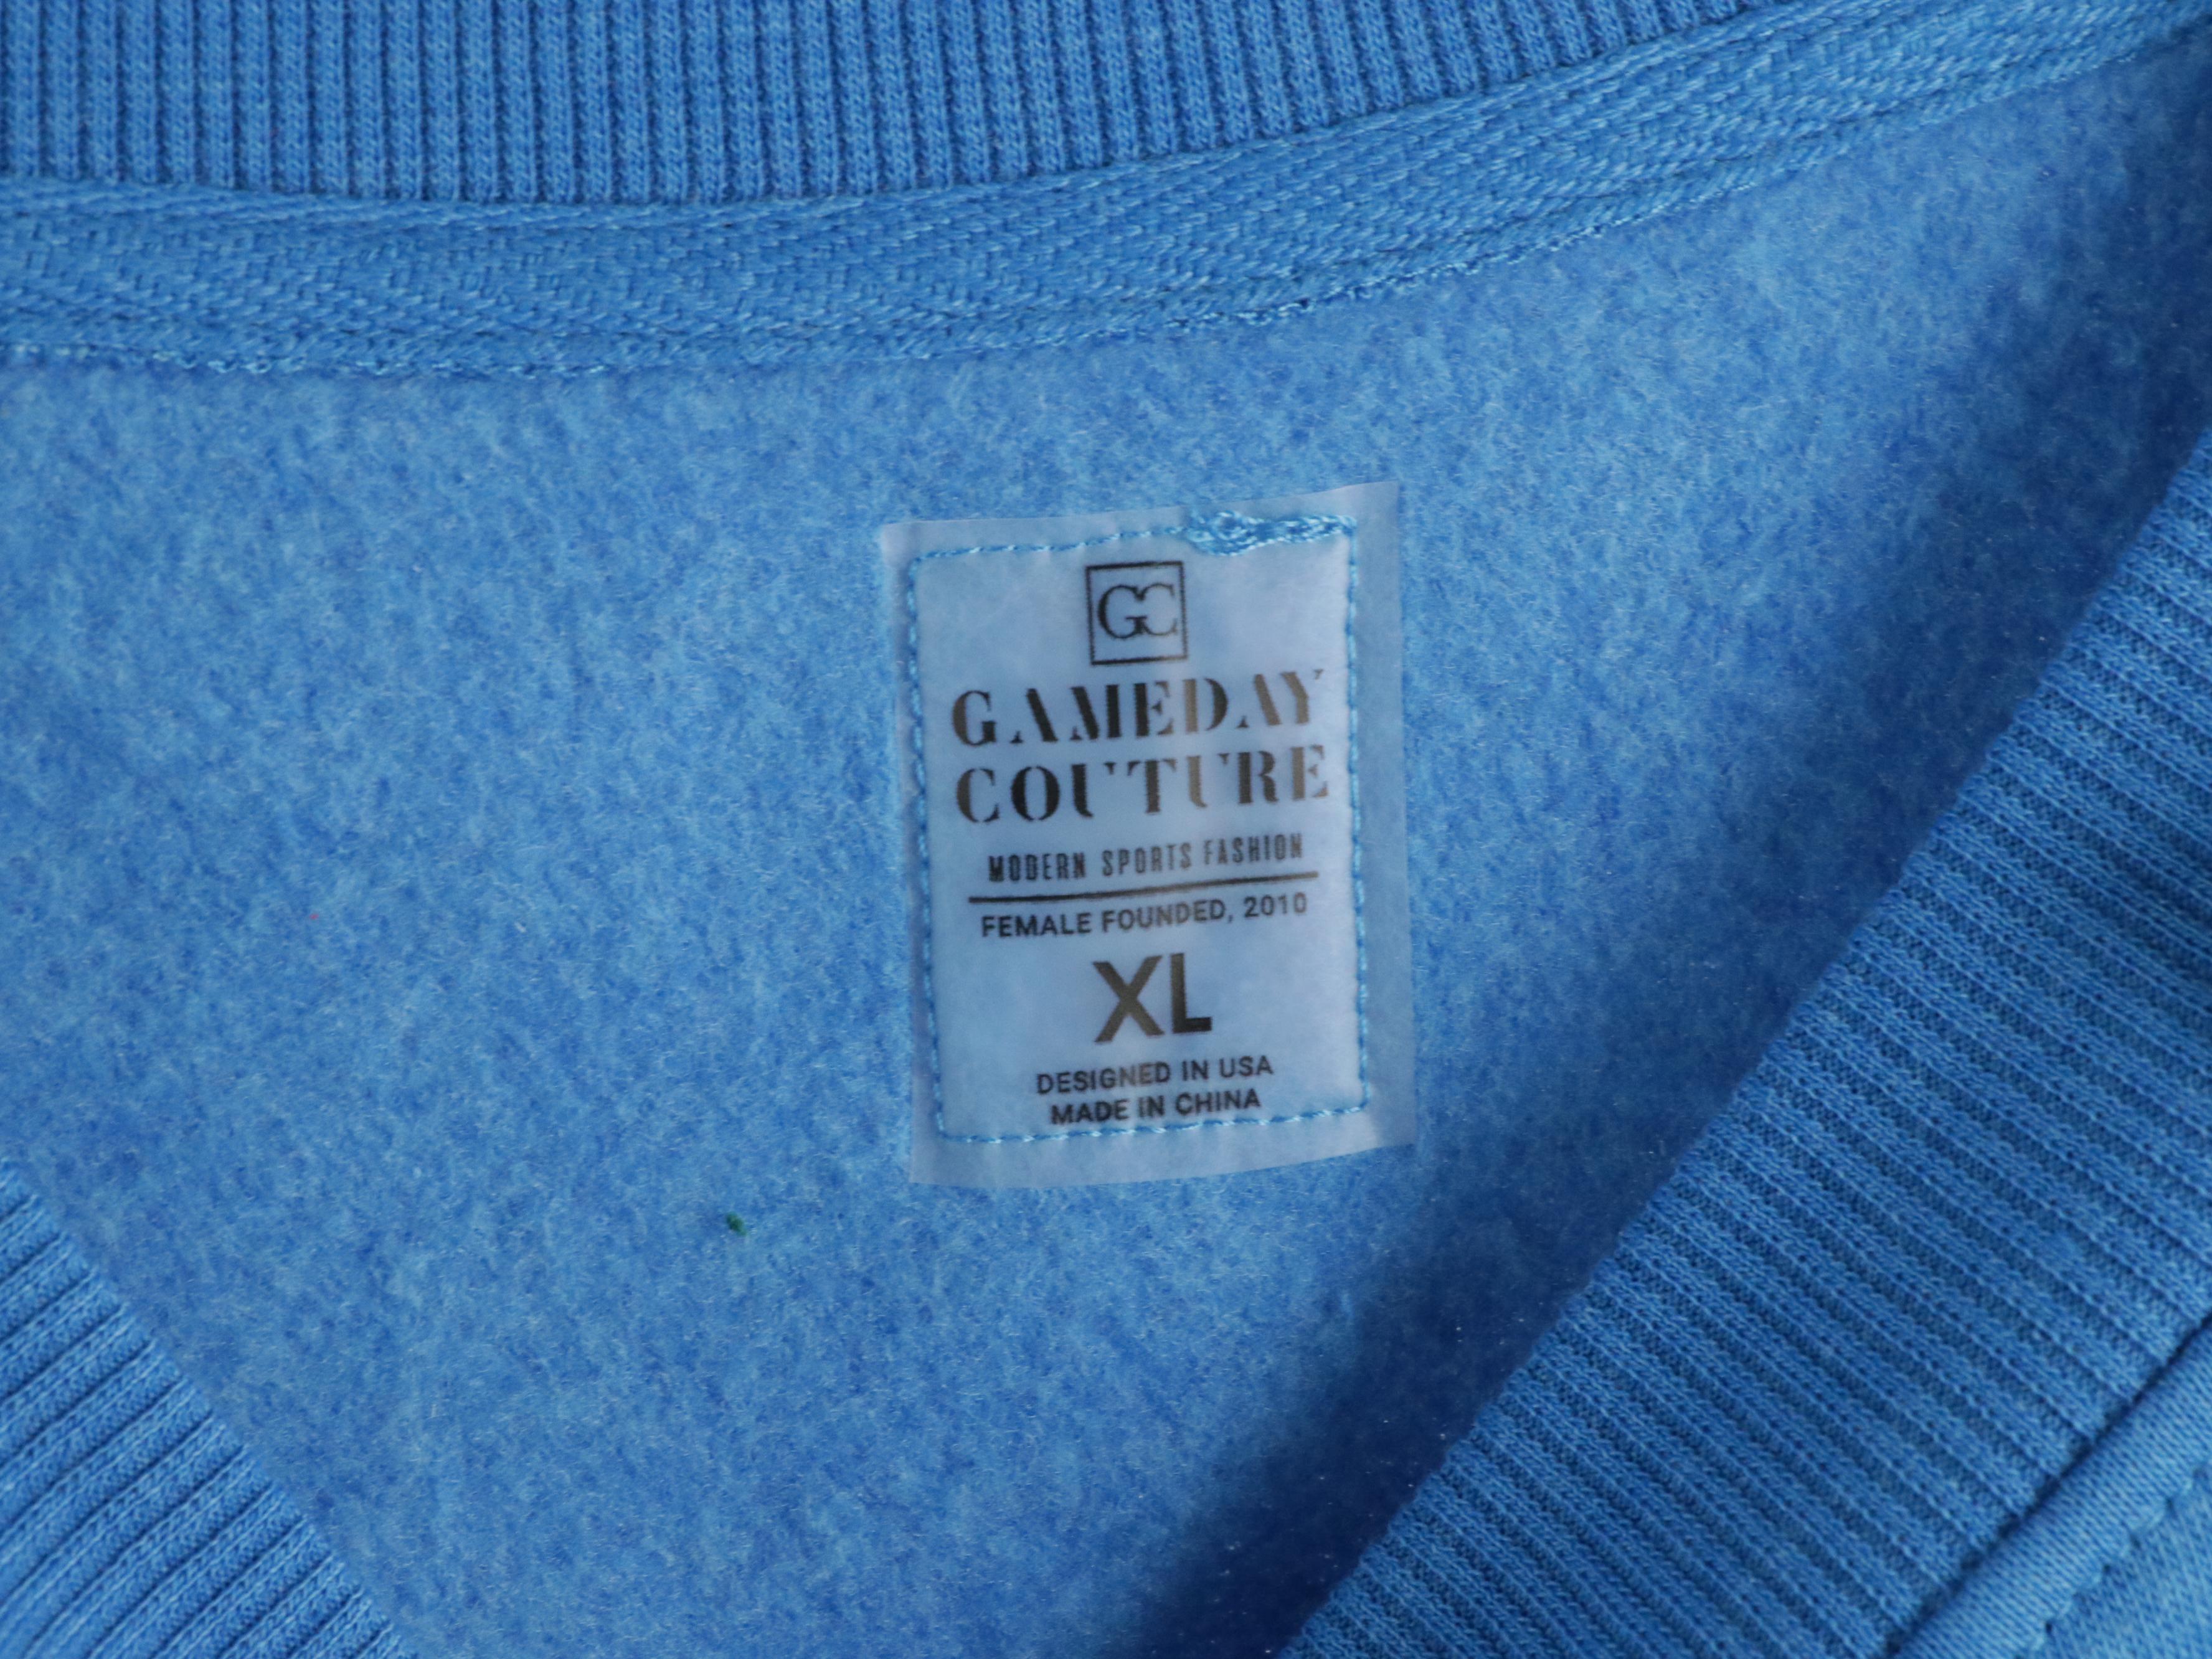 GC
GAMEDAY
COUTURE
MODERN SPORTS FASHION
FEMALE FOUNDED, 2010
XL
DESIGNED IN USA
MADE IN CHINA